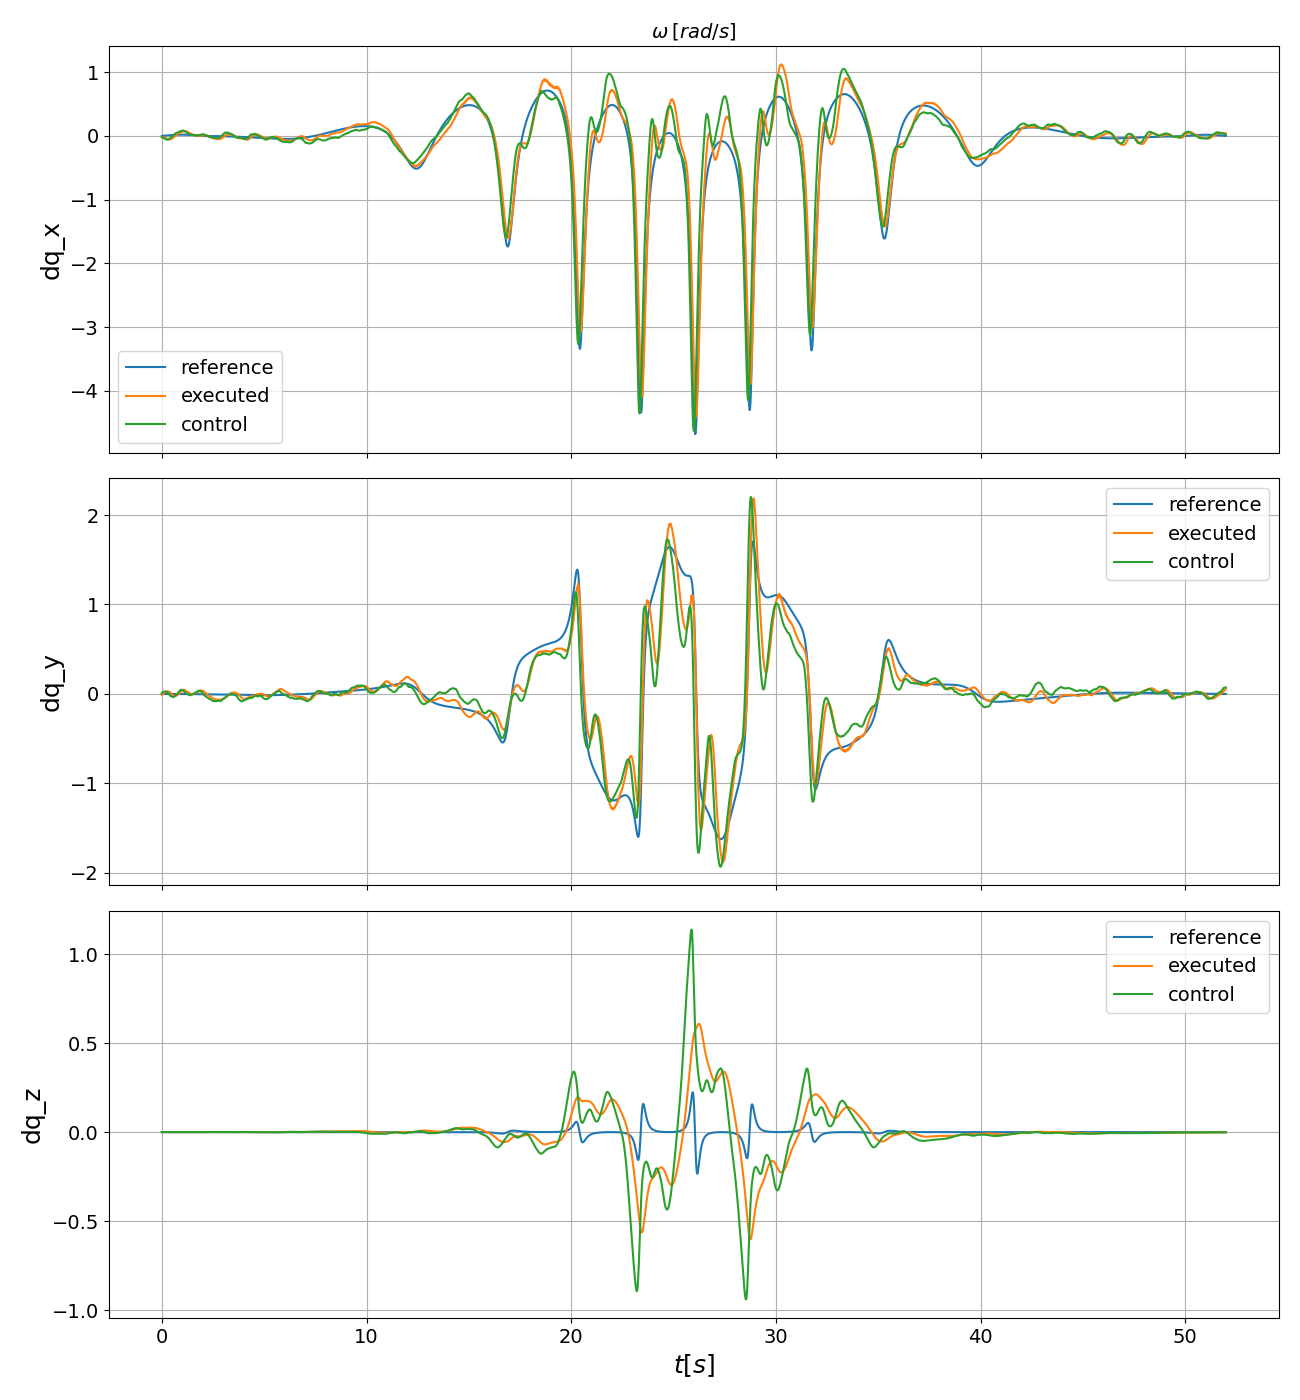 ω [rad/s]
1
0
−1
−2
−3
−4
dq_x
reference
executed
control
2
1
0
−1
−2
dq_y
reference
executed
control
1.0
0.5
0.0
−0.5
−1.0
dq_z
reference
executed
control
0 10 20 30 40 50
t[s]